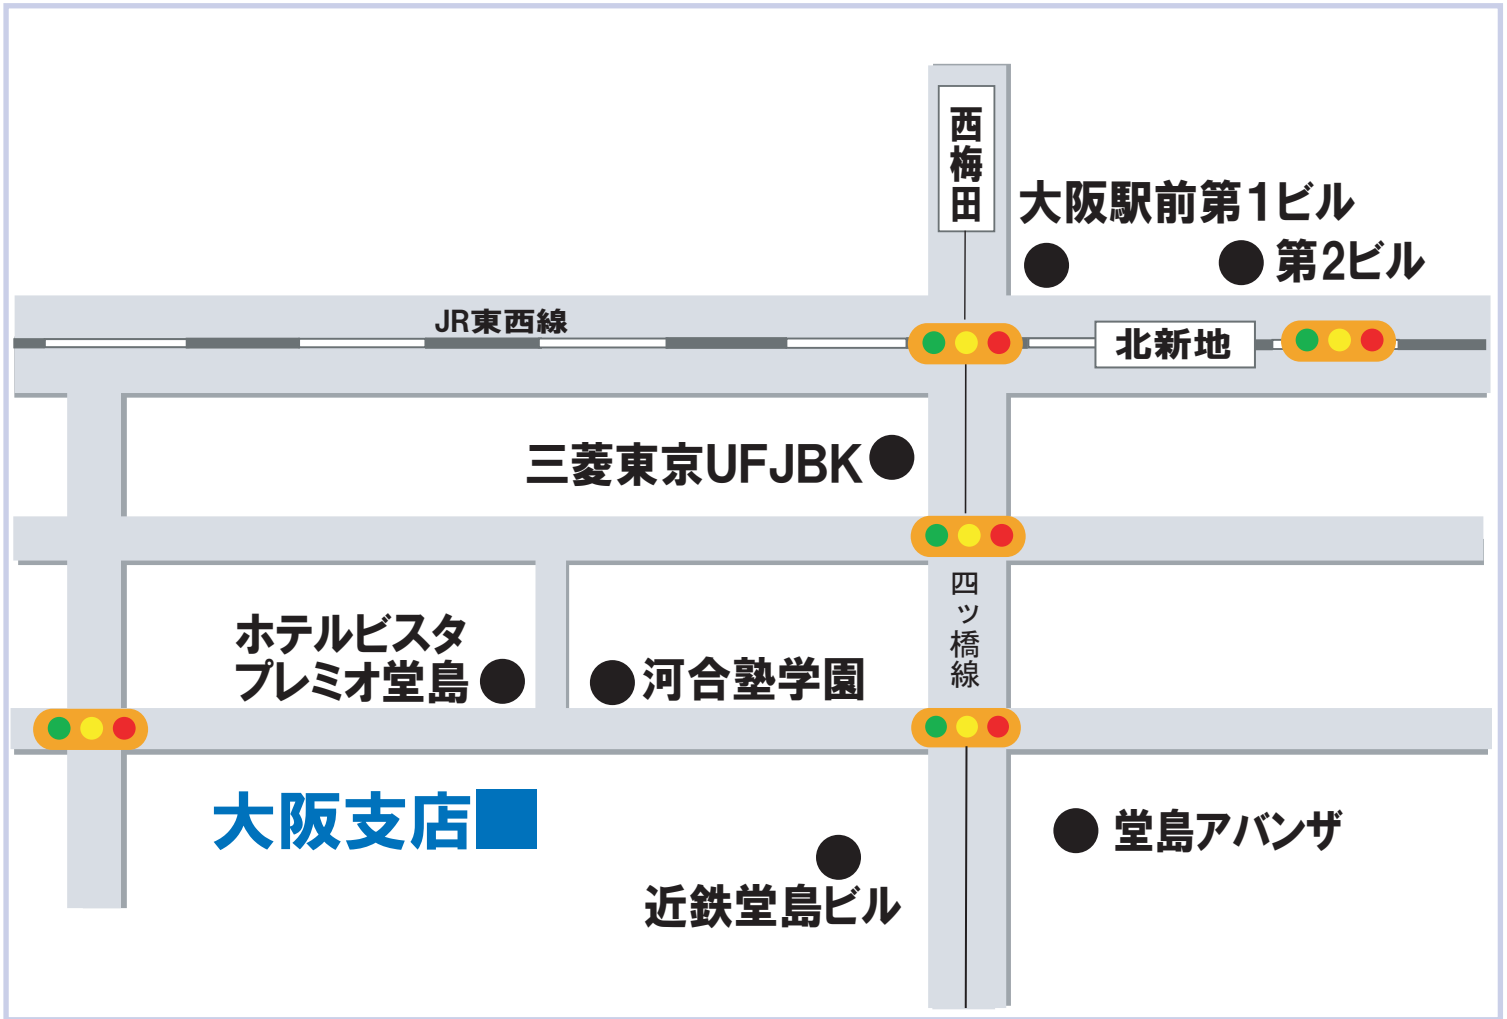 西梅田
大阪駅前第1ビル
第2ビル
JR東西線
北新地
三菱東京UFJBK
四ツ橋線
ホテルビスタ
プレミオ堂島
河合塾学園
大阪支店
堂島アバンザ
近鉄堂島ビル